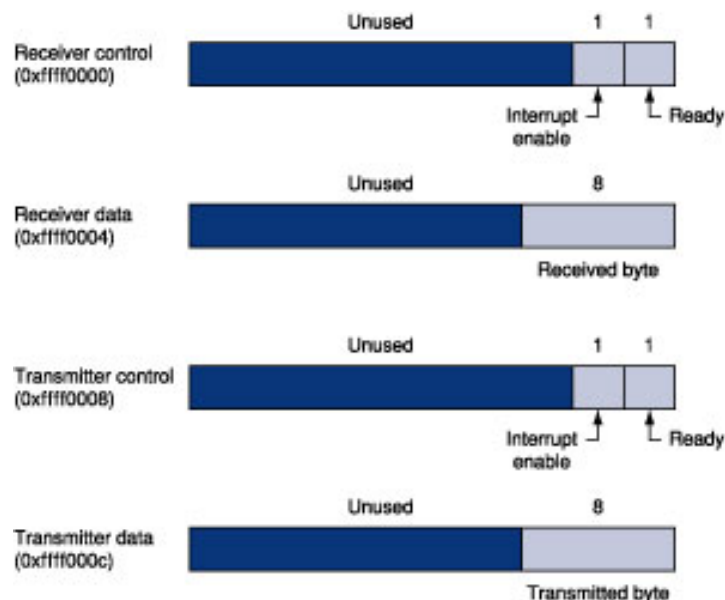 Unused 1 1
Receiver control
(0xffff0000)
Interrupt
enable
Ready
Unused 8
Receiver data
(0xffff0004)
Received byte
Unused 1 1
Transmitter control
(0xffff0008)
Interrupt
enable
Ready
Unused 8
Transmitter data
(0xffff000c)
Transmitted byte